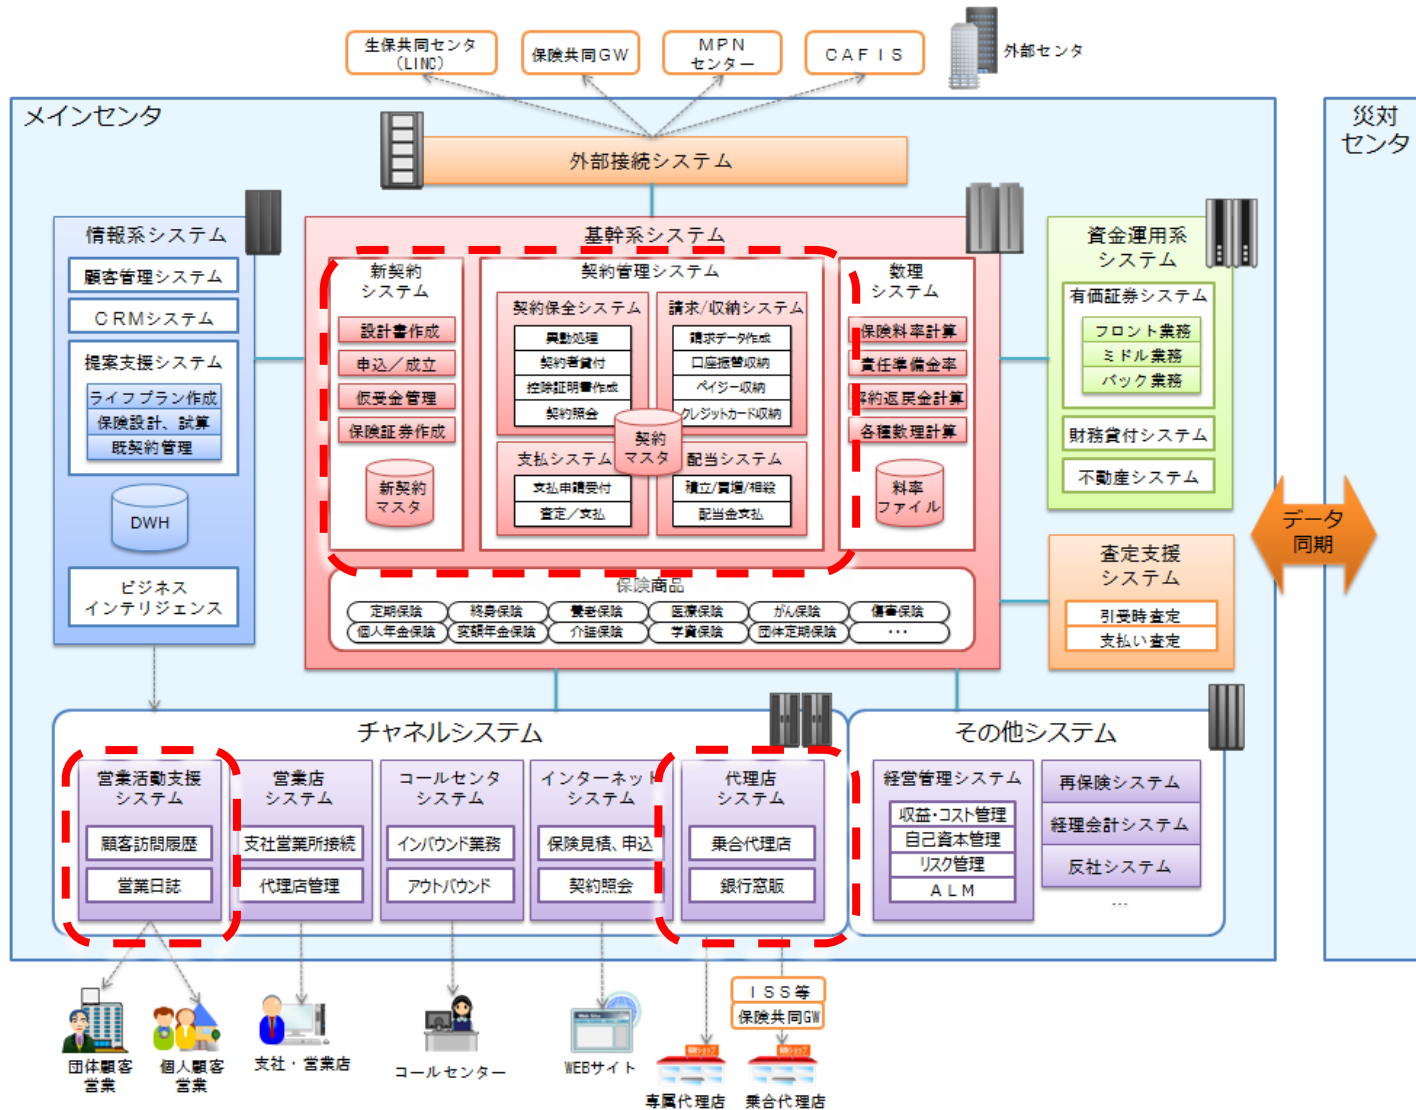 生保共同センタ
(LINC)
保険共同GW
MPN
センター
CAFIS
外部センタ
メインセンタ
災対
センタ
外部接続システム
情報系システム
顧客管理システム
CRMシステム
提案支援システム
ライフプラン作成
保険設計、試算
既契約管理
DWH
ビジネス
インテリジェンス
基幹系システム
新契約
システム
設計書作成
申込／成立
仮受金管理
保険証券作成
新契約
マスタ
契約管理システム
契約保全システム
異動処理
契約者貸付
控除証明書作成
契約照会
請求/収納システム
請求データ作成
口座振替収納
ペイジー収納
クレジットカード収納
契約
マスタ
支払システム
支払申請受付
査定／支払
配当システム
積立/買増/相殺
配当金支払
数理
システム
保険料率計算
責任準備金率
解約返戻金計算
各種数理計算
料率
ファイル
保険商品
定期保険
終身保険
養老保険
医療保険
がん保険
傷害保険
個人年金保険
変額年金保険
介護保険
学資保険
団体定期保険
・・・
資金運用系
システム
有価証券システム
フロント業務
ミドル業務
バック業務
財務貸付システム
不動産システム
データ
同期
査定支援
システム
引受時査定
支払い査定
チャネルシステム
営業活動支援
システム
顧客訪問履歴
営業日誌
営業店
システム
支社営業所接続
代理店管理
コールセンタ
システム
インバウンド業務
アウトバウンド
インターネット
システム
保険見積、申込
契約照会
代理店
システム
乗合代理店
銀行窓販
その他システム
経営管理システム
収益・コスト管理
自己資本管理
リスク管理
ALM
再保険システム
経理会計システム
反社システム
…
団体顧客
営業
個人顧客
営業
支社・営業店
コールセンター
WEBサイト
ISS等
保険共同GW
専属代理店
乗合代理店